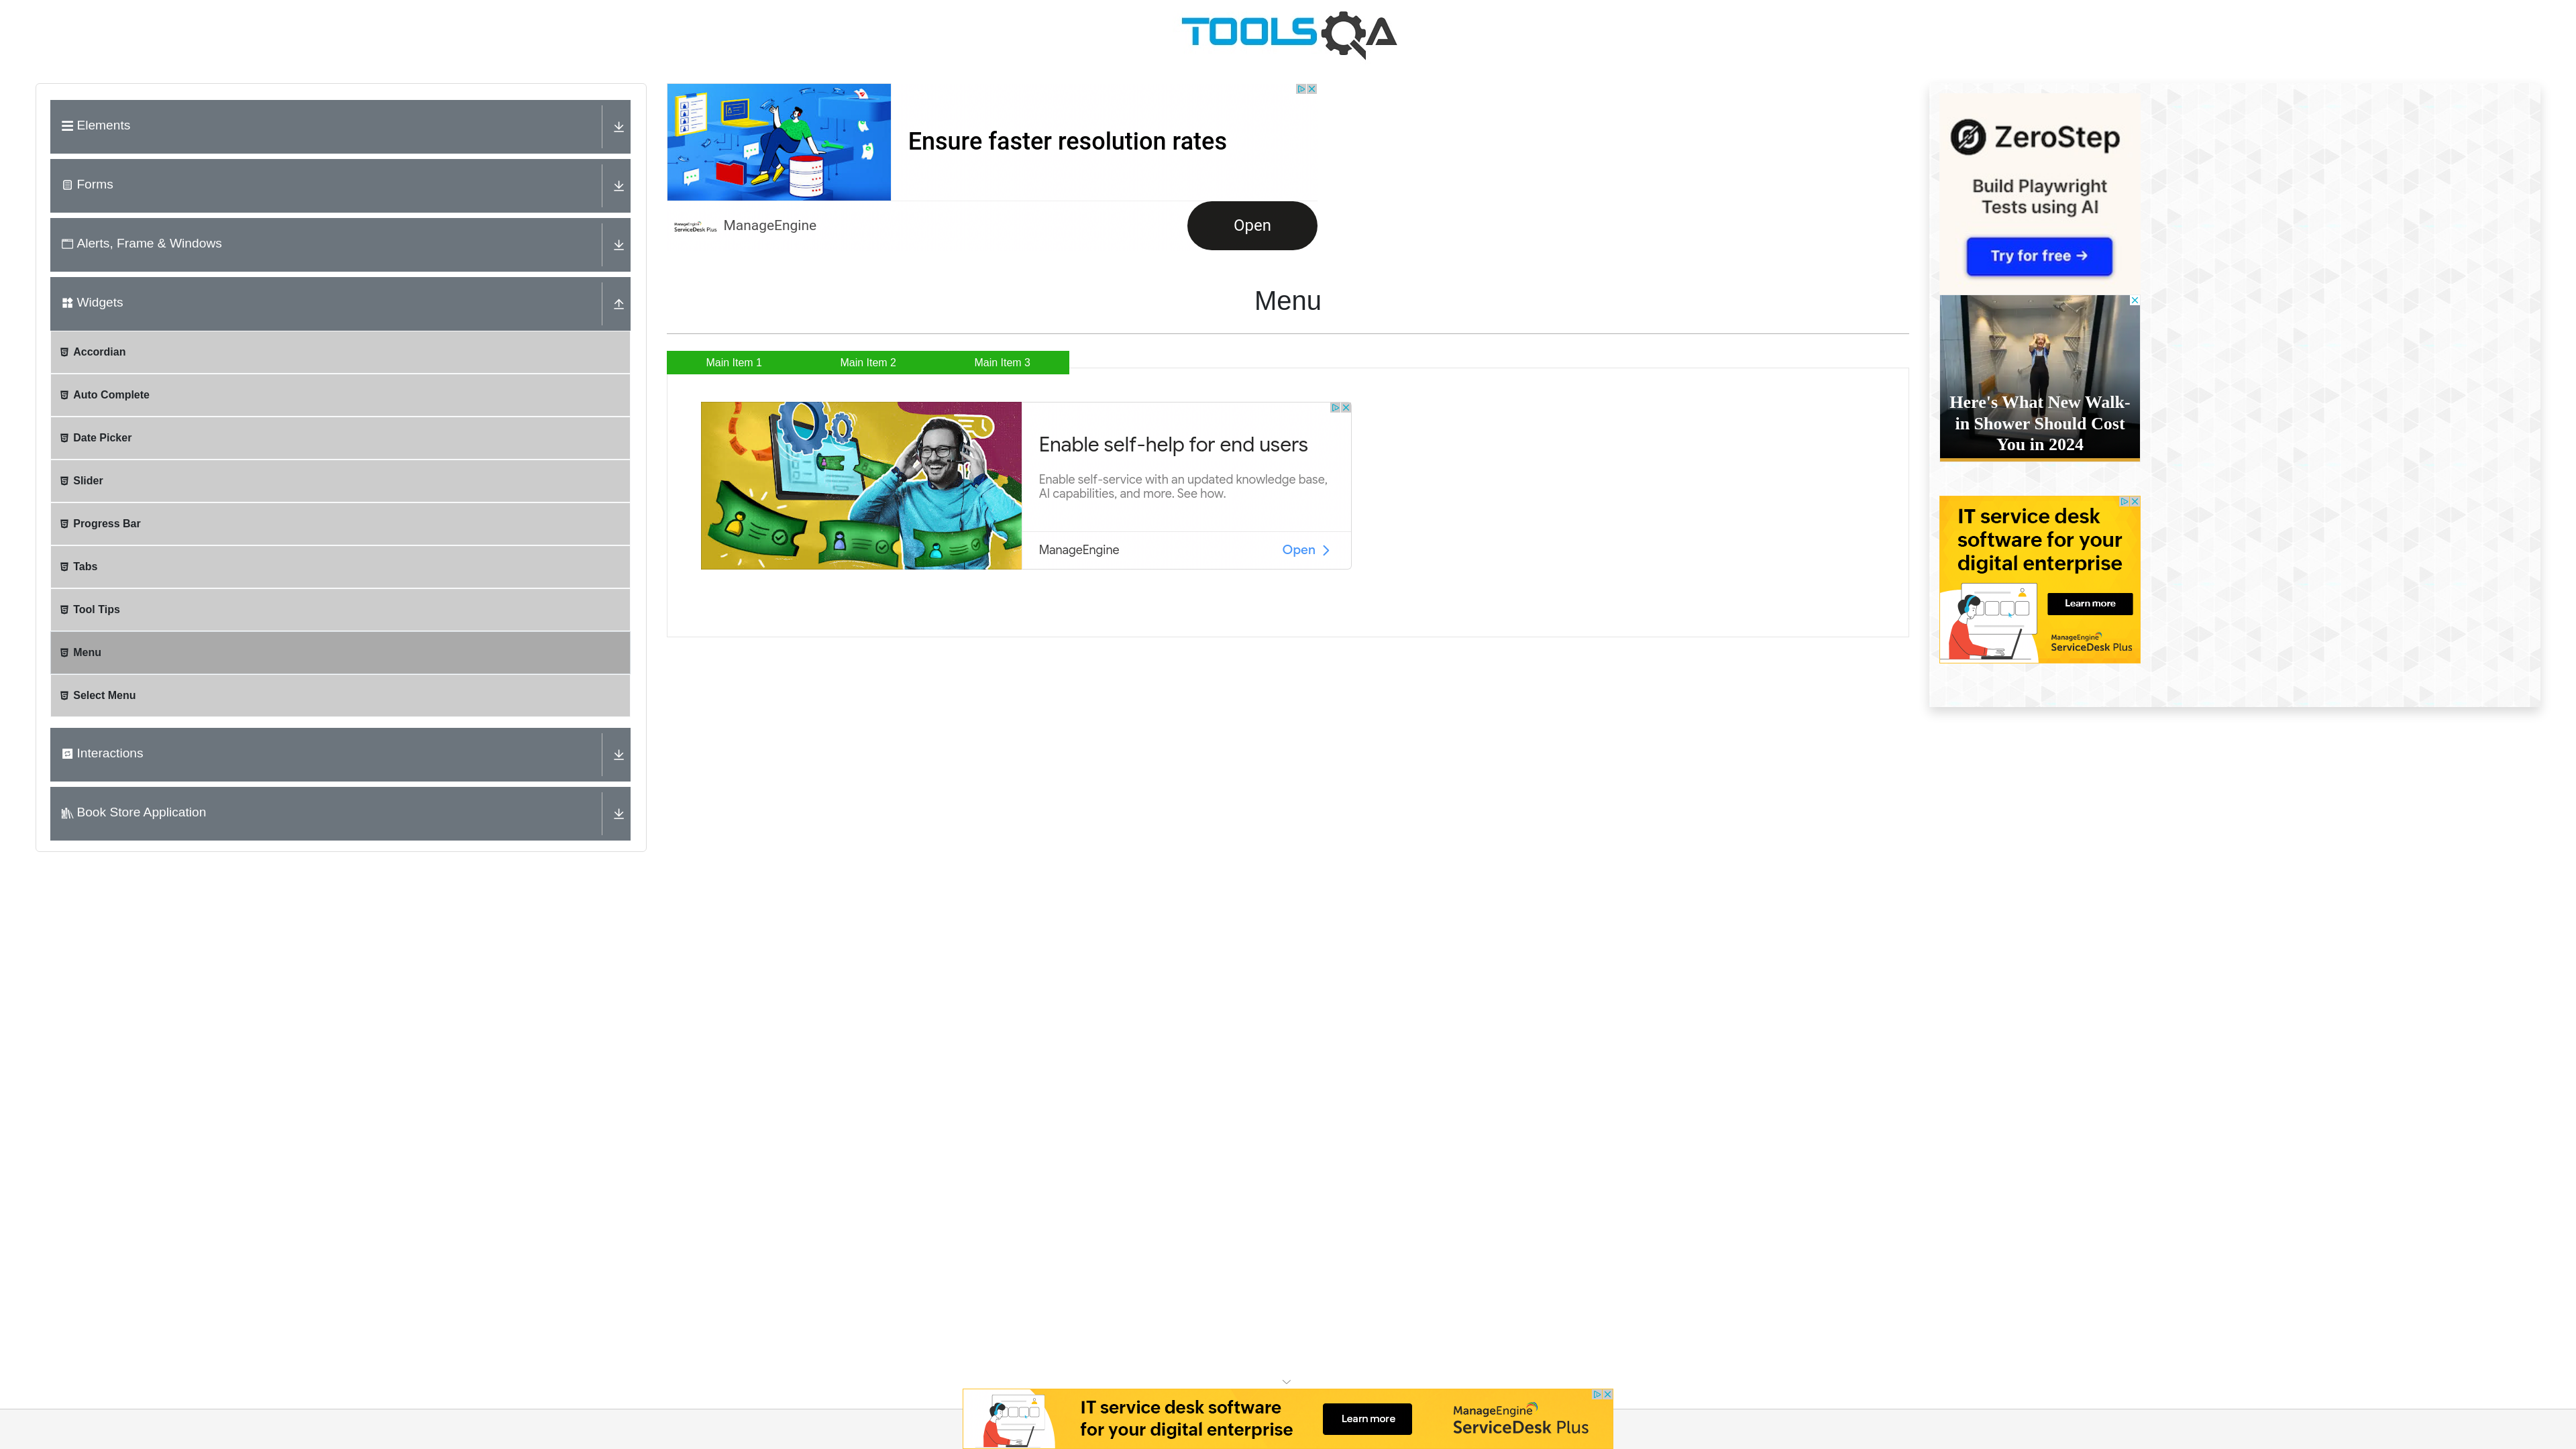 TOOLSQA
Elements
Forms
Alerts, Frame & Windows
Widgets
Accordian
Auto Complete
Date Picker
Slider
Progress Bar
Tabs
Tool Tips
Menu
Select Menu
Interactions
Book Store Application
Ensure faster resolution rates
ManageEngine
ServiceDesk Plus
ManageEngine
Open
Menu
Main Item 1
Main Item 2
Main Item 3
Enable self-help for end users
Enable self-service with an updated knowledge base,
AI capabilities, and more. See how.
ManageEngine
Open
ZeroStep
Build Playwright
Tests using AI
Try for free →
Here's What New Walk-
in Shower Should Cost
You in 2024
IT service desk
software for your
digital enterprise
Learn more
ManageEngine
ServiceDesk Plus
IT service desk software
for your digital enterprise
Learn more
ManageEngine
ServiceDesk Plus